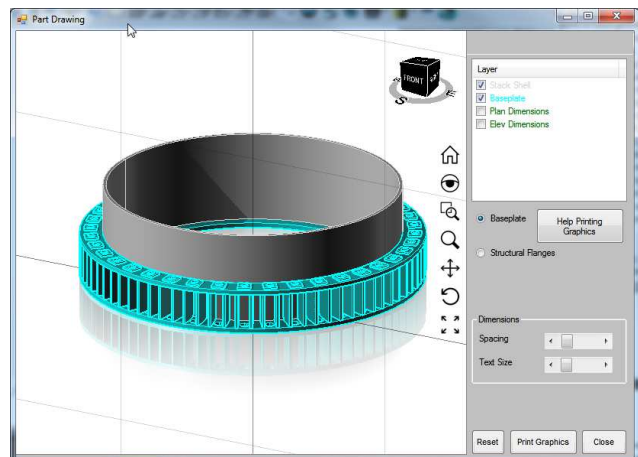 Part Drawing
FRONT
S
E
Layer
Stack Shell
Baseplate
Plan Dimensions
Elev Dimensions
Baseplate
Help Printing
Graphics
Structural Flanges
Dimensions
Spacing
Text Size
Reset
Print Graphics
Close